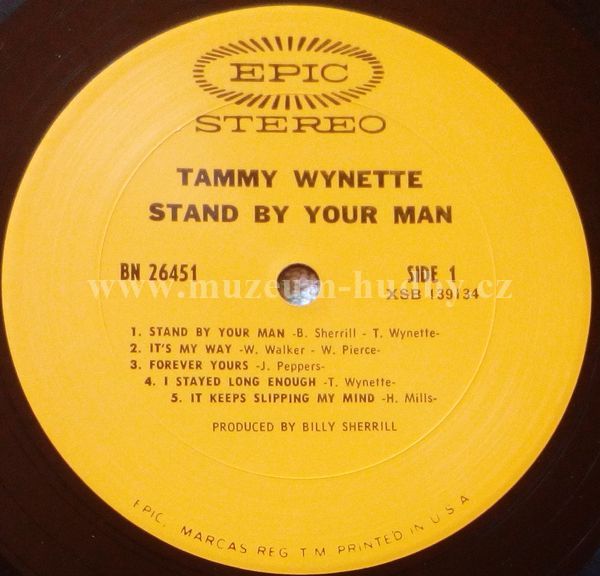 EPIC
STEREO
TAMMY WYNETTE
STAND BY YOUR MAN
BN 26451
SIDE 1
XSB 139134
www.muzeum-hudby.cz
1. STAND BY YOUR MAN -B. Sherrill - T. Wynette-
2. IT'S MY WAY -W. Walker - W. Pierce-
3. FOREVER YOURS -J. Peppers-
4. I STAYED LONG ENOUGH -T. Wynette-
5. IT KEEPS SLIPPING MY MIND -H. Mills-
PRODUCED BY BILLY SHERRILL
EPIC, MARCAS REG T M PRINTED IN U.S.A.